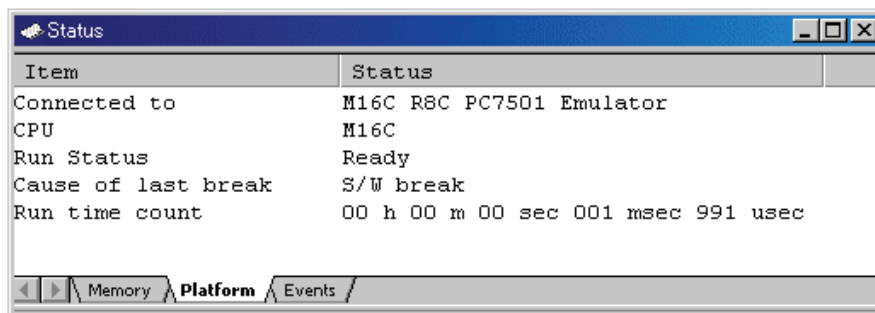 Status
Item Status
Connected to M16C R8C PC7501 Emulator
CPU M16C
Run Status Ready
Cause of last break S/W break
Run time count 00 h 00 m 00 sec 001 msec 991 usec
Memory Platform Events